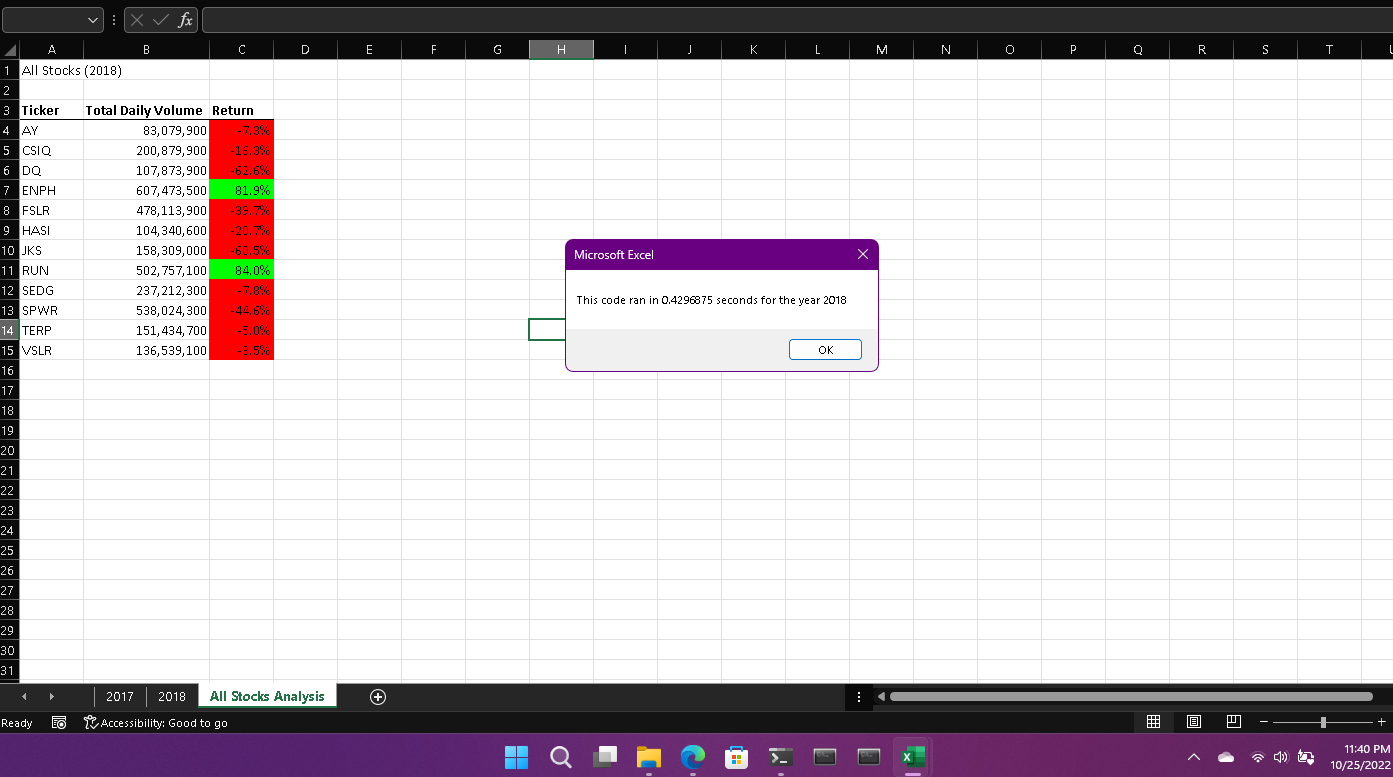 fx
A B C D E F G H I J K L M N O P Q R S T
1 All Stocks (2018)
2
3 Ticker Total Daily Volume Return
4 AY 83,079,900 -7.3%
5 CSIQ 200,879,900 -16.3%
6 DQ 107,873,900 -62.6%
7 ENPH 607,473,500 81.9%
8 FSLR 478,113,900 -39.7%
9 HASI 104,340,600 -20.7%
10 JKS 158,309,000 -60.5%
11 RUN 502,757,100 84.0%
12 SEDG 237,212,300 -7.8%
13 SPWR 538,024,300 -44.6%
14 TERP 151,434,700 -5.0%
15 VSLR 136,539,100 -3.5%
16
17
18
19
20
21
22
23
24
25
26
27
28
29
30
31
Microsoft Excel
This code ran in 0.4296875 seconds for the year 2018
OK
2017 2018 All Stocks Analysis
Ready Accessibility: Good to go
11:40 PM
10/25/2022